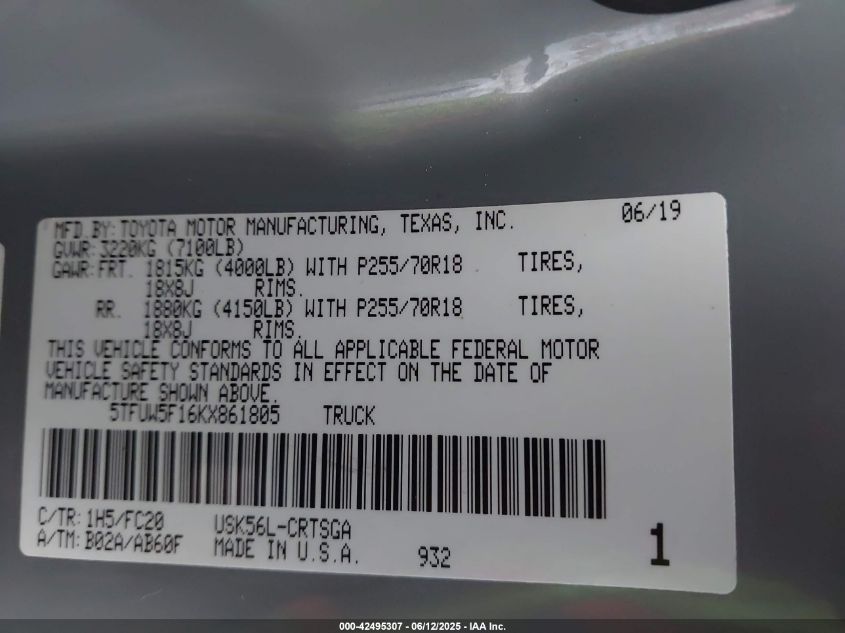 MFD.BY: TOYOTA MOTOR MANUFACTURING, TEXAS, INC. 06/19
GVWR: 3220KG (7100LB)
GAWR: FRT. 1815KG (4000LB) WITH P255/70R18 TIRES,
18X8J RIMS.
RR. 1880KG (4150LB) WITH P255/70R18 TIRES,
18X8J RIMS.
THIS VEHICLE CONFORMS TO ALL APPLICABLE FEDERAL MOTOR
VEHICLE SAFETY STANDARDS IN EFFECT ON THE DATE OF
MANUFACTURE SHOWN ABOVE.
5TFUW5F16KX861805 TRUCK
C/TR: 1H5/FC20 USK56L-CRTSGA
A/TM: B02A/AB60F MADE IN U.S.A. 932 1
000-42495307 - 06/12/2025 - IAA Inc.